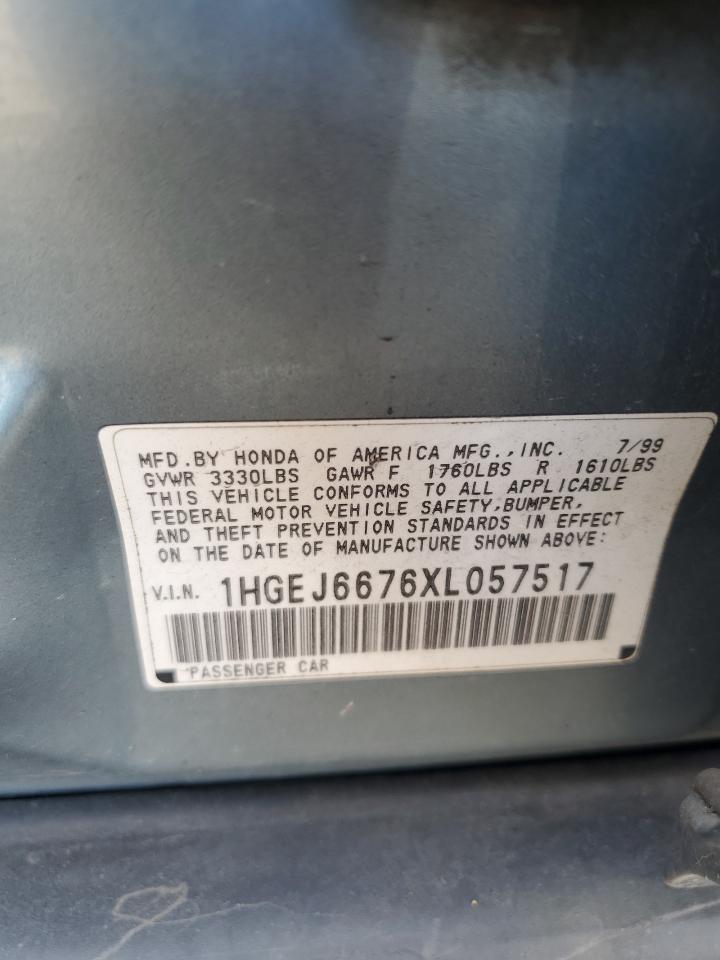 MFD.BY HONDA OF AMERICA MFG.,INC. 7/99
GVWR 3330LBS GAWR F 1760LBS R 1610LBS
THIS VEHICLE CONFORMS TO ALL APPLICABLE
FEDERAL MOTOR VEHICLE SAFETY,BUMPER,
AND THEFT PREVENTION STANDARDS IN EFFECT
ON THE DATE OF MANUFACTURE SHOWN ABOVE:
V.I.N. 1HGEJ6676XL057517
PASSENGER CAR